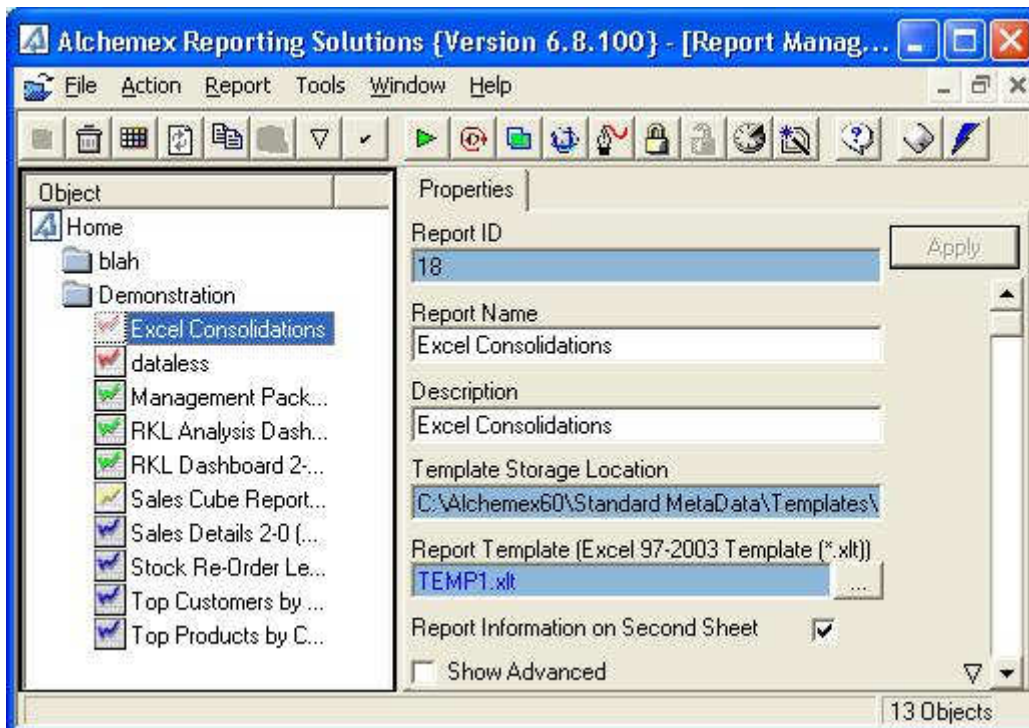 Alchemex Reporting Solutions {Version 6.8.100} - [Report Manag...
File Action Report Tools Window Help
Object
Home
blah
Demonstration
Excel Consolidations
dataless
Management Pack...
RKL Analysis Dash...
RKL Dashboard 2-...
Sales Cube Report...
Sales Details 2-0 (...
Stock Re-Order Le...
Top Customers by ...
Top Products by C...
Properties
Report ID
Apply
18
Report Name
Excel Consolidations
Description
Excel Consolidations
Template Storage Location
C:\Alchemex60\Standard MetaData\Templates\
Report Template (Excel 97-2003 Template (*.xlt))
TEMP1.xlt
...
Report Information on Second Sheet
Show Advanced
13 Objects